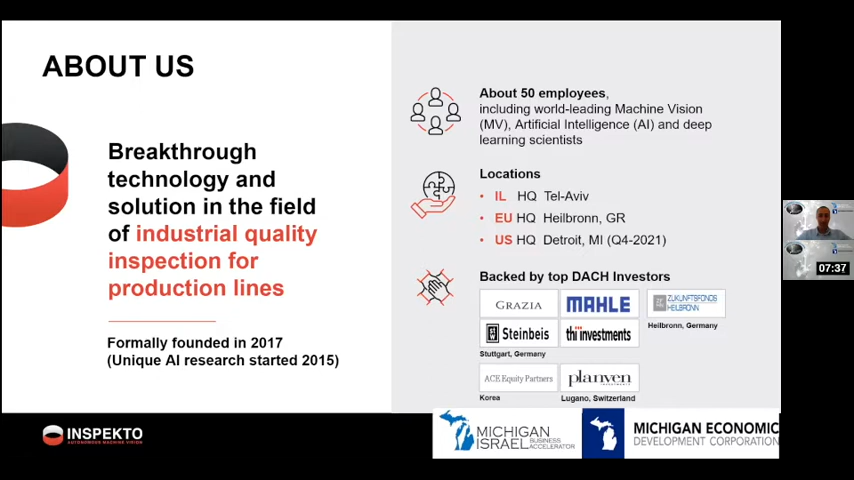 ABOUT US
Breakthrough
technology and
solution in the field
of industrial quality
inspection for
production lines
Formally founded in 2017
(Unique AI research started 2015)
INSPEKTO
AUTONOMOUS MACHINE VISION
About 50 employees,
including world-leading Machine Vision
(MV), Artificial Intelligence (AI) and deep
learning scientists
Locations
• IL HQ Tel-Aviv
• EU HQ Heilbronn, GR
• US HQ Detroit, MI (Q4-2021)
Backed by top DACH Investors
GRAZIA
MAHLE
ZUKUNFTSFONDS
HEILBRONN
Heilbronn, Germany
Steinbeis
thi investments
Stuttgart, Germany
ACE Equity Partners
planven
INVESTMENTS
Korea
Lugano, Switzerland
MICHIGAN
ISRAEL BUSINESS
ACCELERATOR
MICHIGAN ECONOMIC
DEVELOPMENT CORPORATION
07:37